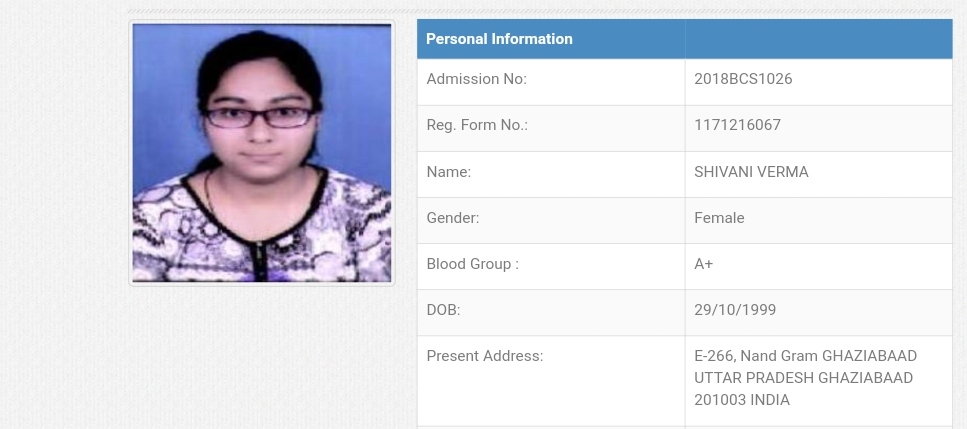 Personal Information
Admission No: 2018BCS1026
Reg. Form No.: 1171216067
Name: SHIVANI VERMA
Gender: Female
Blood Group : A+
DOB: 29/10/1999
Present Address: E-266, Nand Gram GHAZIABAAD
UTTAR PRADESH GHAZIABAAD
201003 INDIA